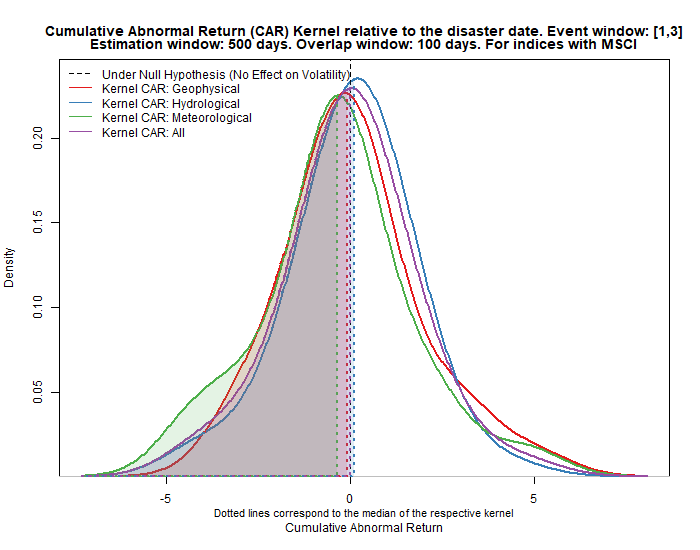 Cumulative Abnormal Return (CAR) Kernel relative to the disaster date. Event window: [1,3]
Estimation window: 500 days. Overlap window: 100 days. For indices with MSCI
Under Null Hypothesis (No Effect on Volatility)
Kernel CAR: Geophysical
Kernel CAR: Hydrological
Kernel CAR: Meteorological
Kernel CAR: All
Density
0.20
0.15
0.10
0.05
-5 0 5
Dotted lines correspond to the median of the respective kernel
Cumulative Abnormal Return